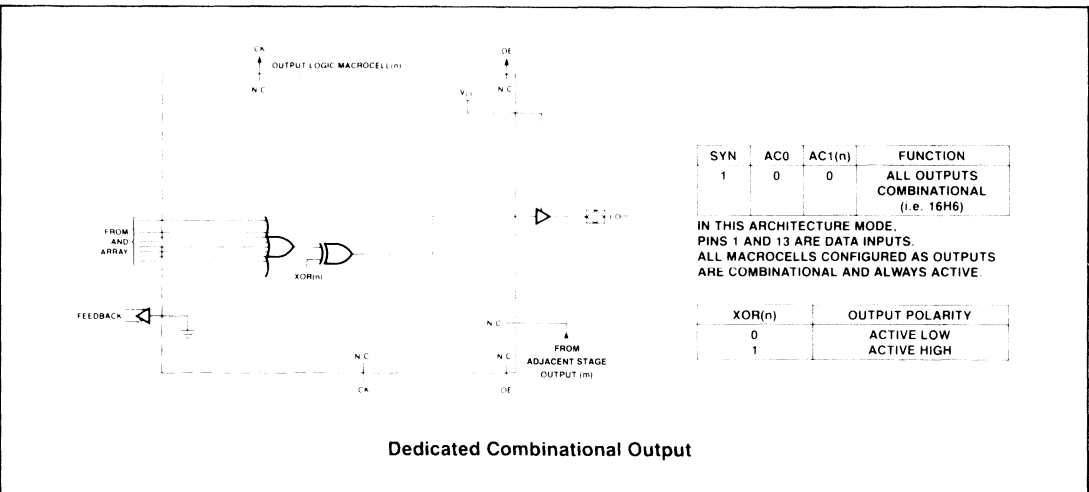 CK
OUTPUT LOGIC MACROCELL(n)
N C
OE
N C
VCC
FROM
AND
ARRAY
XOR(n)
FEEDBACK
N C
FROM
ADJACENT STAGE
OUTPUT (m)
N C
CK
N C
OE
SYN AC0 AC1(n) FUNCTION
1 0 0 ALL OUTPUTS
COMBINATIONAL
(i.e. 16H6)
IN THIS ARCHITECTURE MODE,
PINS 1 AND 13 ARE DATA INPUTS.
ALL MACROCELLS CONFIGURED AS OUTPUTS
ARE COMBINATIONAL AND ALWAYS ACTIVE.
XOR(n) OUTPUT POLARITY
0 ACTIVE LOW
1 ACTIVE HIGH
Dedicated Combinational Output